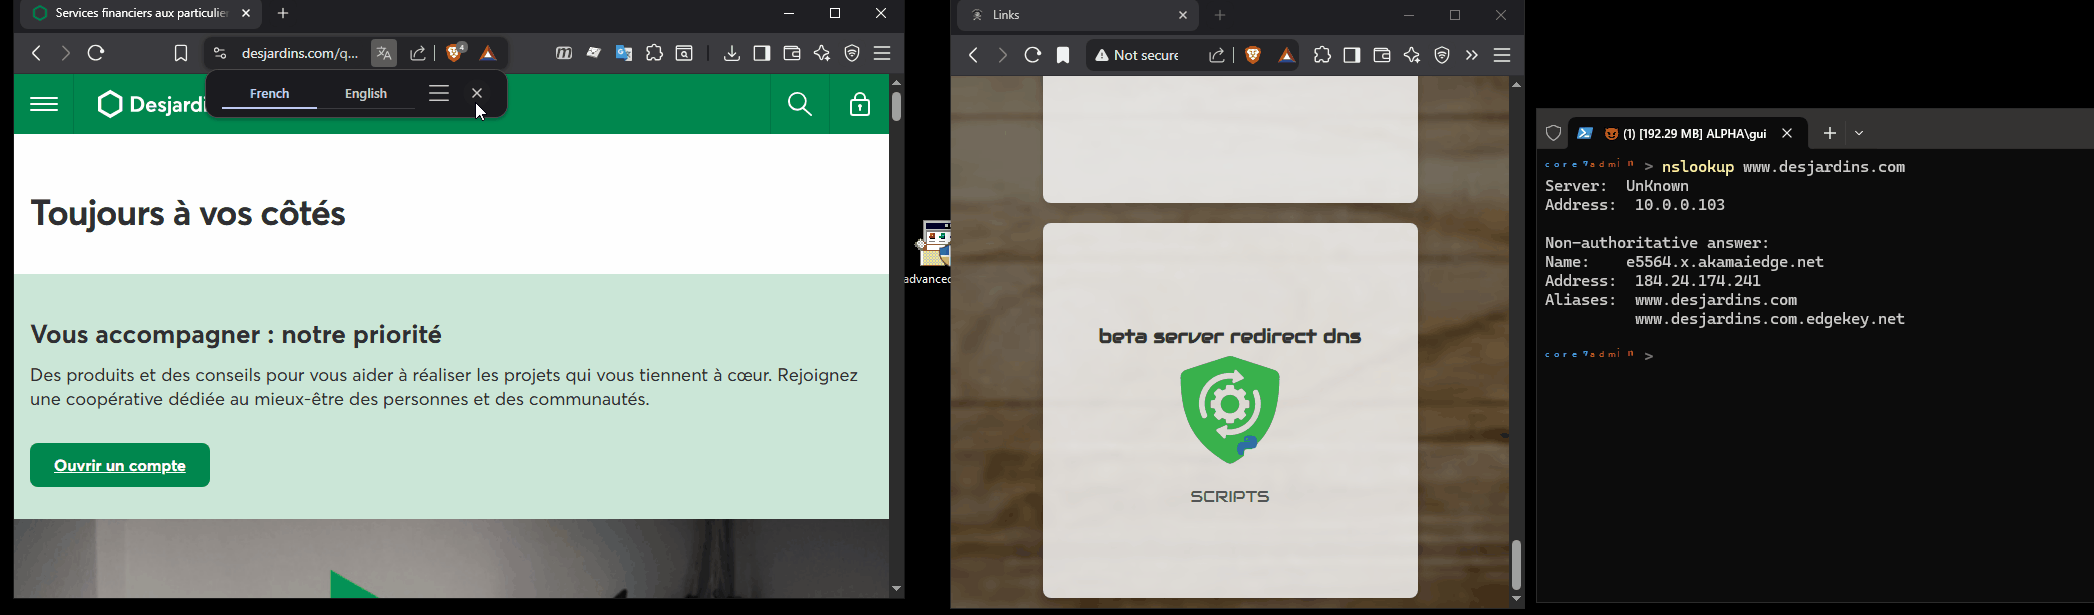 Services financiers aux particulier
desjardins.com/q...
4
French
English
Desjardi
Toujours à vos côtés
Vous accompagner : notre priorité
Des produits et des conseils pour vous aider à réaliser les projets qui vous tiennent à cœur. Rejoignez
une coopérative dédiée au mieux-être des personnes et des communautés.
Ouvrir un compte
advanced
Links
Not secure
beta server redirect dns
SCRIPTS
(1) [192.29 MB] ALPHA\gui
core admin > nslookup www.desjardins.com
Server: UnKnown
Address: 10.0.0.103
Non-authoritative answer:
Name: e5564.x.akamaiedge.net
Address: 184.24.174.241
Aliases: www.desjardins.com
www.desjardins.com.edgekey.net
core admin >